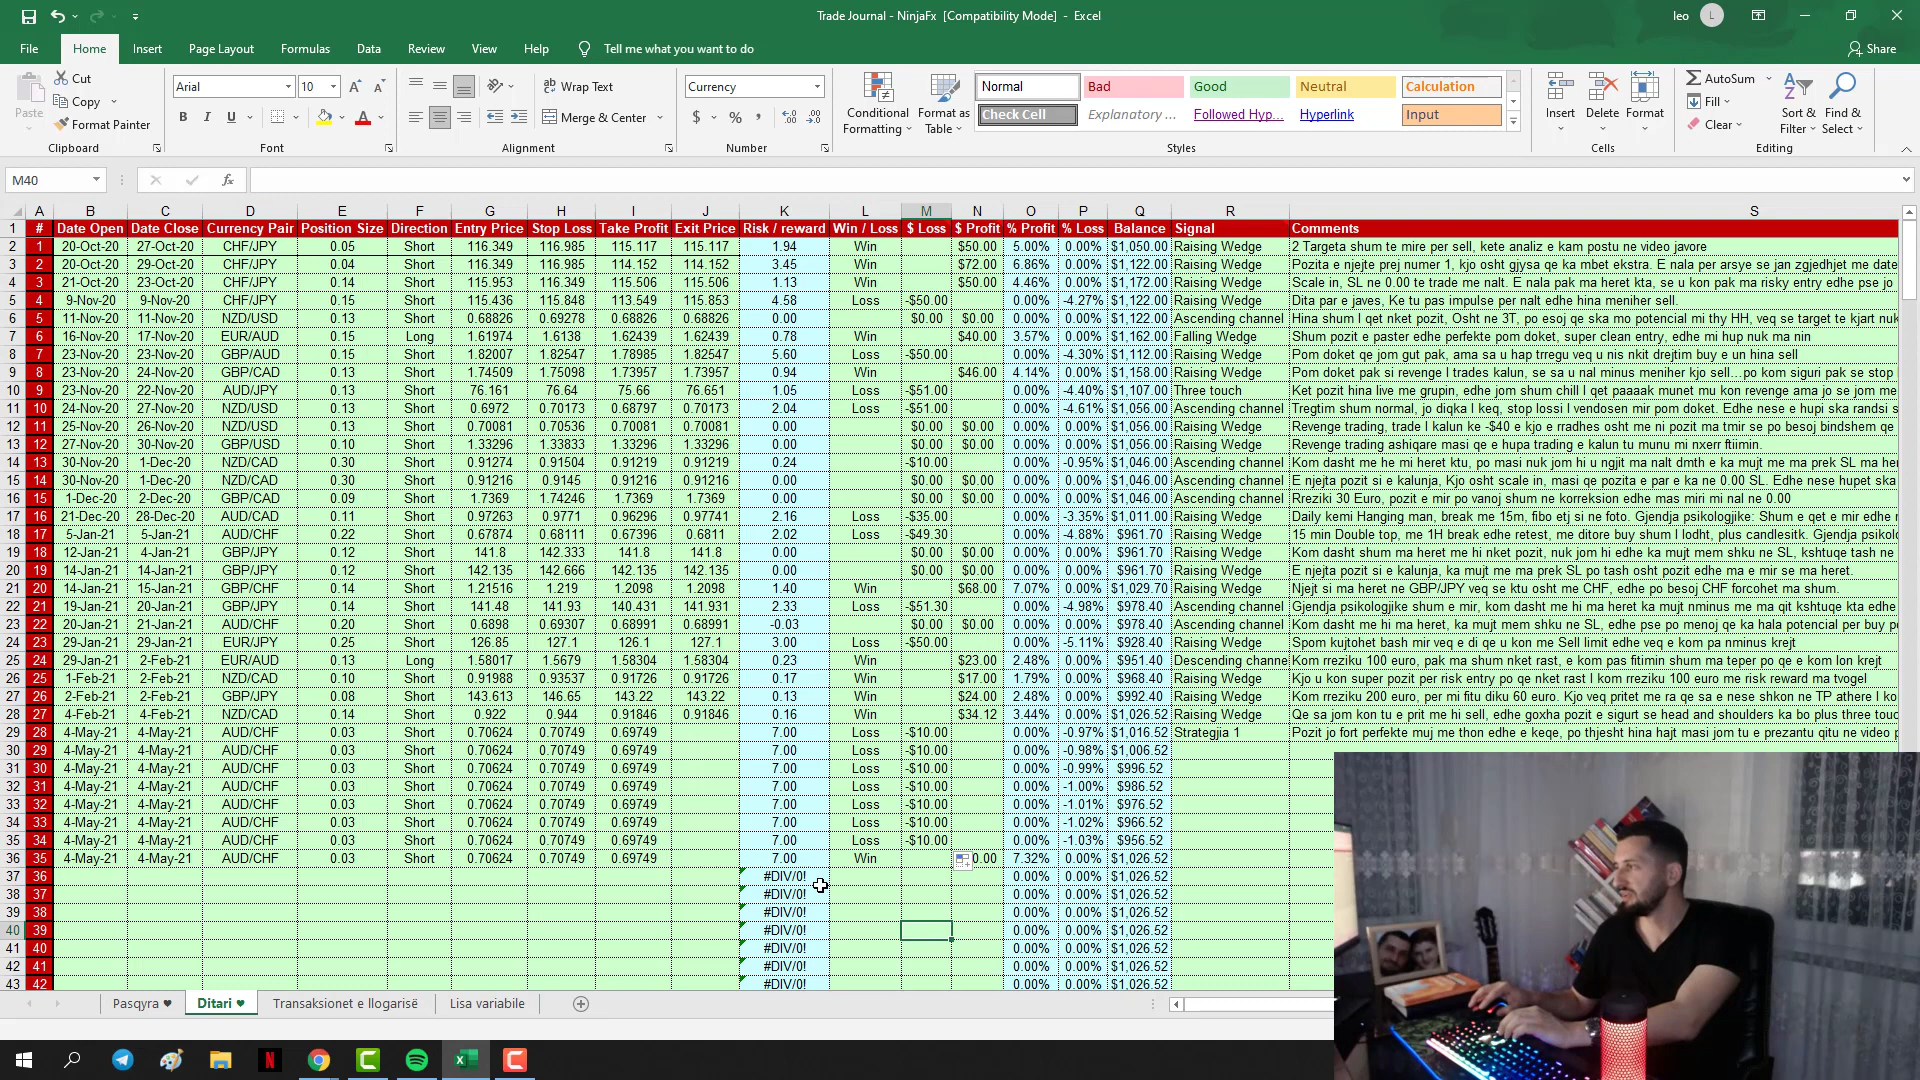 Trade Journal - NinjaFx [Compatibility Mode] - Excel
leo L
File Home Insert Page Layout Formulas Data Review View Help Tell me what you want to do Share
Cut
Copy
Format Painter
Paste
Arial 10
Wrap Text
Merge & Center
Currency
Conditional Formatting
Format as Table
Normal Bad Good Neutral Calculation
Check Cell Explanatory ... Followed Hyp... Hyperlink Input
Insert Delete Format
AutoSum
Fill
Clear
Sort & Filter
Find & Select
Clipboard Font Alignment Number Styles Cells Editing
M40
A B C D E F G H I J K L M N O P Q R S
1 # Date Open Date Close Currency Pair Position Size Direction Entry Price Stop Loss Take Profit Exit Price Risk / reward Win / Loss $ Loss $ Profit % Profit % Loss Balance Signal Comments
2 1 20-Oct-20 27-Oct-20 CHF/JPY 0.05 Short 116.349 116.985 115.117 115.117 1.94 Win $50.00 5.00% 0.00% $1,050.00 Raising Wedge 2 Targeta shum te mire per sell, kete analiz e kam postu ne video javore
3 2 20-Oct-20 29-Oct-20 CHF/JPY 0.04 Short 116.349 116.985 114.152 114.152 3.45 Win $72.00 6.86% 0.00% $1,122.00 Raising Wedge Pozita e njejte prej numer 1, kjo osht gjysa qe ka mbet ekstra. E nala per arsye se jan zgjedhjet me date
4 3 21-Oct-20 23-Oct-20 CHF/JPY 0.14 Short 115.953 116.349 115.506 115.506 1.13 Win $50.00 4.46% 0.00% $1,172.00 Raising Wedge Scale in, SL ne 0.00 te trade me nalt. E nala pak ma heret kta, se u kon pak ma risky entry edhe pse jo
5 4 9-Nov-20 9-Nov-20 CHF/JPY 0.15 Short 115.436 115.848 113.549 115.853 4.58 Loss -$50.00 0.00% -4.27% $1,122.00 Raising Wedge Dita par e javes, Ke tu pas impulse per nalt edhe hina meniher sell.
6 5 11-Nov-20 11-Nov-20 NZD/USD 0.13 Short 0.68826 0.69278 0.68826 0.68826 0.00 $0.00 $0.00 0.00% 0.00% $1,122.00 Ascending channel Hina shum I qet nket pozit, Osht ne 3T, po esoj qe ska mo potencial mi thy HH, veq se target te kjart nuk
7 6 16-Nov-20 17-Nov-20 EUR/AUD 0.15 Long 1.61974 1.6138 1.62439 1.62439 0.78 Win $40.00 3.57% 0.00% $1,162.00 Falling Wedge Shum pozit e paster edhe perfekte pom doket, super clean entry, edhe mi hup nuk ma nin
8 7 23-Nov-20 23-Nov-20 GBP/AUD 0.15 Short 1.82007 1.82547 1.78985 1.82547 5.60 Loss -$50.00 0.00% -4.30% $1,112.00 Raising Wedge Pom doket qe jom gut pak, ama sa u hap trregu veq u nis nkit drejtim buy e un hina sell
9 8 23-Nov-20 24-Nov-20 GBP/CAD 0.13 Short 1.74509 1.75098 1.73957 1.73957 0.94 Win $46.00 4.14% 0.00% $1,158.00 Raising Wedge Pom doket pak si revenge I trades kalun, se sa u nal minus meniher kjo sell...po kom siguri pak se stop
10 9 23-Nov-20 22-Nov-20 AUD/JPY 0.13 Short 76.161 76.64 75.66 76.651 1.05 Loss -$51.00 0.00% -4.40% $1,107.00 Three touch Ket pozit hina live me grupin, edhe jom shum chill I qet paaaak munet mu kon revenge ama jo se jom me
11 10 24-Nov-20 27-Nov-20 NZD/USD 0.13 Short 0.6972 0.70173 0.68797 0.70173 2.04 Loss -$51.00 0.00% -4.61% $1,056.00 Ascending channel Tregtim shum normal, jo diqka I keq, stop lossi I vendosen mir pom doket. Edhe nese e hupi ska randsi s
12 11 25-Nov-20 26-Nov-20 NZD/USD 0.13 Short 0.70081 0.70536 0.70081 0.70081 0.00 $0.00 $0.00 0.00% 0.00% $1,056.00 Raising Wedge Revenge trading, trade I kalun ke -$40 e kjo e rradhes osht me ni pozit ma tmir se po besoj bindshem qe
13 12 27-Nov-20 30-Nov-20 GBP/USD 0.10 Short 1.33296 1.33833 1.33296 1.33296 0.00 $0.00 $0.00 0.00% 0.00% $1,056.00 Raising Wedge Revenge trading ashiqare masi qe e hupa trading e kalun tu munu mi nxerr ftiimin.
14 13 30-Nov-20 1-Dec-20 NZD/CAD 0.30 Short 0.91274 0.91504 0.91219 0.91219 0.24 -$10.00 0.00% -0.95% $1,046.00 Ascending channel Kom dasht me he mi heret ktu, po masi nuk jom hi u ngjit ma nalt dmth e ka mujt me ma prek SL ma her
15 14 30-Nov-20 1-Dec-20 NZD/CAD 0.30 Short 0.91216 0.9145 0.91216 0.91216 0.00 $0.00 $0.00 0.00% 0.00% $1,046.00 Ascending channel E njejta pozit si e kalunja, Kjo osht scale in, masi qe pozita e par e ka ne 0.00 SL. Edhe nese hupet ska
16 15 1-Dec-20 2-Dec-20 GBP/CAD 0.09 Short 1.7369 1.74246 1.7369 1.7369 0.00 $0.00 $0.00 0.00% 0.00% $1,046.00 Ascending channel Rreziki 30 Euro, pozit e mir po vanoj shum ne korreksion edhe mas miri mi nal ne 0.00
17 16 21-Dec-20 28-Dec-20 AUD/CAD 0.11 Short 0.97263 0.9771 0.96296 0.97741 2.16 Loss -$35.00 0.00% -3.35% $1,011.00 Raising Wedge Daily kemi Hanging man, break me 15m, fibo etj si ne foto. Gjendja psikologjike: Shum e qet e mir edhe
18 17 5-Jan-21 5-Jan-21 AUD/CHF 0.22 Short 0.67874 0.68111 0.67396 0.6811 2.02 Loss -$49.30 0.00% -4.88% $961.70 Raising Wedge 15 min Double top, me 1H break edhe retest, me ditore buy shum I lodht, plus candlesitk. Gjendja psikolo
19 18 12-Jan-21 4-Jan-21 GBP/JPY 0.12 Short 141.8 142.333 141.8 141.8 0.00 $0.00 $0.00 0.00% 0.00% $961.70 Raising Wedge Kom dasht shum ma heret me hi nket pozit, nuk jom hi edhe ka mujt mem shku ne SL, kshtuqe tash ne
20 19 14-Jan-21 14-Jan-21 GBP/JPY 0.12 Short 142.135 142.666 142.135 142.135 0.00 $0.00 $0.00 0.00% 0.00% $961.70 Raising Wedge E njejta pozit si e kalunja, ka mujt me ma prek SL po tash osht pozit edhe ma e mir se ma heret.
21 20 14-Jan-21 15-Jan-21 GBP/CHF 0.14 Short 1.21516 1.219 1.2098 1.2098 1.40 Win $68.00 7.07% 0.00% $1,029.70 Raising Wedge Njejt si ma heret ne GBP/JPY veq se ktu osht me CHF, edhe po besoj CHF forcohet ma shum.
22 21 19-Jan-21 20-Jan-21 GBP/JPY 0.14 Short 141.48 141.93 140.431 141.931 2.33 Loss -$51.30 0.00% -4.98% $978.40 Ascending channel Gjendja psikologjike shum e mir, kom dasht me hi ma heret ka mujt nminus me ma qit kshtuqe kta edhe
23 22 20-Jan-21 21-Jan-21 AUD/CHF 0.20 Short 0.6898 0.69307 0.68991 0.68991 -0.03 $0.00 $0.00 0.00% 0.00% $978.40 Ascending channel Kom dasht me hi ma heret, ka mujt mem shku ne SL, edhe pse po menoj qe ka hala potencial per buy p
24 23 29-Jan-21 29-Jan-21 EUR/JPY 0.25 Short 126.85 127.1 126.1 127.1 3.00 Loss -$50.00 0.00% -5.11% $928.40 Raising Wedge Spom kujtohet bash mir veq e di qe u kon me Sell limit edhe veq e kom pa nminus krejt
25 24 29-Jan-21 2-Feb-21 EUR/AUD 0.13 Long 1.58017 1.5679 1.58304 1.58304 0.23 Win $23.00 2.48% 0.00% $951.40 Descending channe Kom rreziku 100 euro, pak ma shum nket rast, e kom pas fitimin shum ma teper po qe e kom lon krejt
26 25 1-Feb-21 2-Feb-21 NZD/CAD 0.10 Short 0.91988 0.93537 0.91726 0.91726 0.17 Win $17.00 1.79% 0.00% $968.40 Raising Wedge Kjo u kon super pozit per risk entry po qe nket rast I kom rreziku 100 euro me risk reward ma tvogel
27 26 2-Feb-21 2-Feb-21 GBP/JPY 0.08 Short 143.613 146.65 143.22 143.22 0.13 Win $24.00 2.48% 0.00% $992.40 Raising Wedge Kom rreziku 200 euro, per mi fitu diku 60 euro. Kjo veq pritet me ra qe sa e nese shkon ne TP athere I ko
28 27 4-Feb-21 4-Feb-21 NZD/CAD 0.14 Short 0.922 0.944 0.91846 0.91846 0.16 Win $34.12 3.44% 0.00% $1,026.52 Raising Wedge Qe sa jom kon tu e prit me hi sell, edhe goxha pozit e sigurt se head and shoulders ka bo plus three touc
29 28 4-May-21 4-May-21 AUD/CHF 0.03 Short 0.70624 0.70749 0.69749 7.00 Loss -$10.00 0.00% -0.97% $1,016.52 Strategjia 1 Pozit jo fort perfekte muj me thon edhe e keqe, po thjesht hina hajt masi jom tu e prezantu qitu ne video p
30 29 4-May-21 4-May-21 AUD/CHF 0.03 Short 0.70624 0.70749 0.69749 7.00 Loss -$10.00 0.00% -0.98% $1,006.52
31 30 4-May-21 4-May-21 AUD/CHF 0.03 Short 0.70624 0.70749 0.69749 7.00 Loss -$10.00 0.00% -0.99% $996.52
32 31 4-May-21 4-May-21 AUD/CHF 0.03 Short 0.70624 0.70749 0.69749 7.00 Loss -$10.00 0.00% -1.00% $986.52
33 32 4-May-21 4-May-21 AUD/CHF 0.03 Short 0.70624 0.70749 0.69749 7.00 Loss -$10.00 0.00% -1.01% $976.52
34 33 4-May-21 4-May-21 AUD/CHF 0.03 Short 0.70624 0.70749 0.69749 7.00 Loss -$10.00 0.00% -1.02% $966.52
35 34 4-May-21 4-May-21 AUD/CHF 0.03 Short 0.70624 0.70749 0.69749 7.00 Loss -$10.00 0.00% -1.03% $956.52
36 35 4-May-21 4-May-21 AUD/CHF 0.03 Short 0.70624 0.70749 0.69749 7.00 Win 0.00 7.32% 0.00% $1,026.52
37 36 #DIV/0! 0.00% 0.00% $1,026.52
38 37 #DIV/0! 0.00% 0.00% $1,026.52
39 38 #DIV/0! 0.00% 0.00% $1,026.52
40 39 #DIV/0! 0.00% 0.00% $1,026.52
41 40 #DIV/0! 0.00% 0.00% $1,026.52
42 41 #DIV/0! 0.00% 0.00% $1,026.52
43 42 #DIV/0! 0.00% 0.00% $1,026.52
Pasqyra ♥ Ditari ♥ Transaksionet e llogarisë Lisa variabile